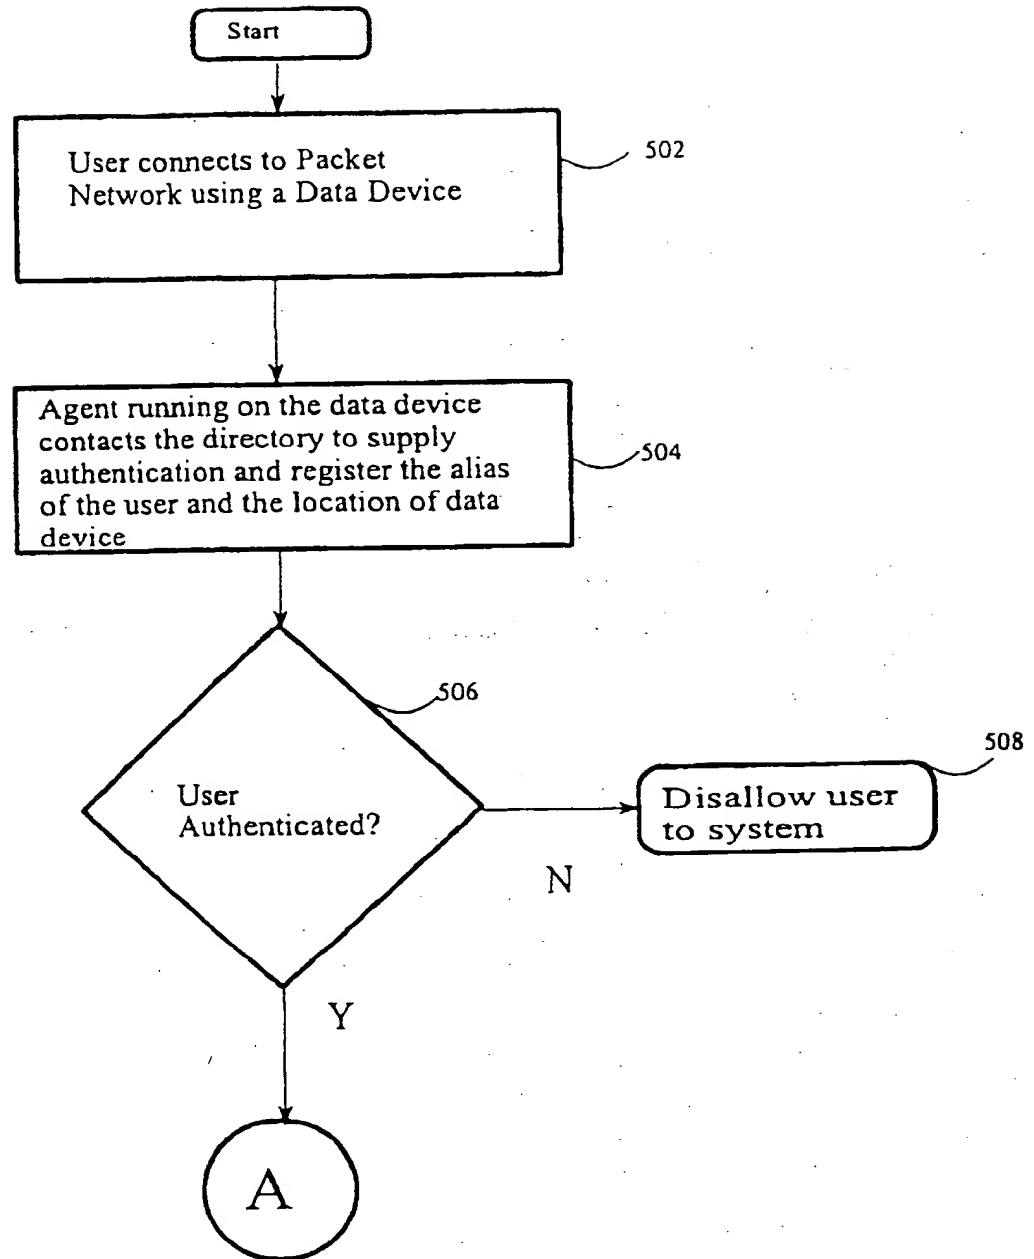 Start
User connects to Packet
Network using a Data Device
502
Agent running on the data device
contacts the directory to supply
authentication and register the alias
of the user and the location of data
device
504
506
User
Authenticated?
508
Disallow user
to system
N
Y
A